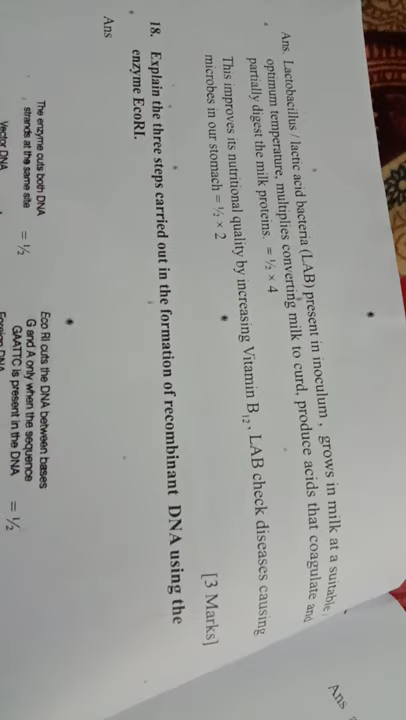 Ans. Lactobacillus / lactic acid bacteria (LAB) present in inoculum, grows in milk at a suitable
optimum temperature, multiplies converting milk to curd, produce acids that coagulate and
partially digest the milk proteins. = ½ × 4
This improves its nutritional quality by increasing Vitamin B12, LAB check diseases causing
microbes in our stomach = ½ × 2
[3 Marks]
18. Explain the three steps carried out in the formation of recombinant DNA using the
enzyme EcoRI.
Ans
The enzyme cuts both DNA
strands at the same site = ½
Eco RI cuts the DNA between bases
G and A only when the sequence
GAATTC is present in the DNA = ½
Vector DNA
Foreign DNA
Ans